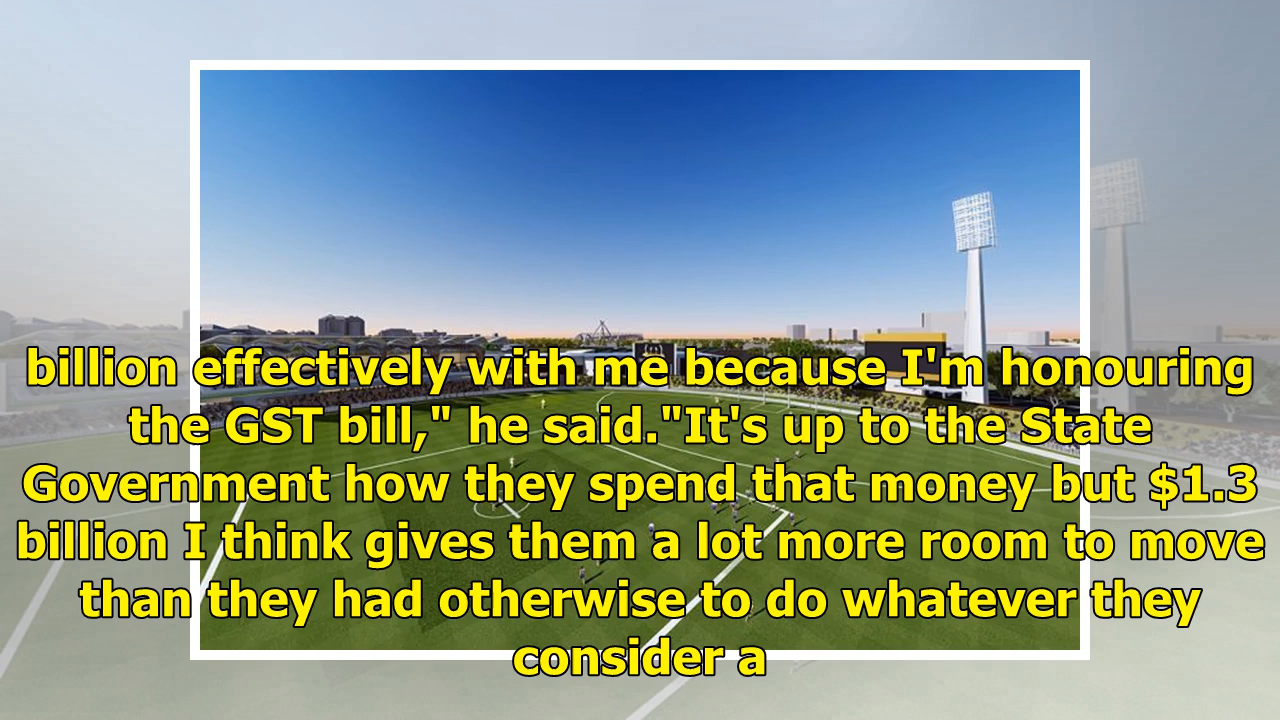 billion effectively with me because I'm honouring
the GST bill," he said."It's up to the State
Government how they spend that money but $1.3
billion I think gives them a lot more room to move
than they had otherwise to do whatever they
consider a